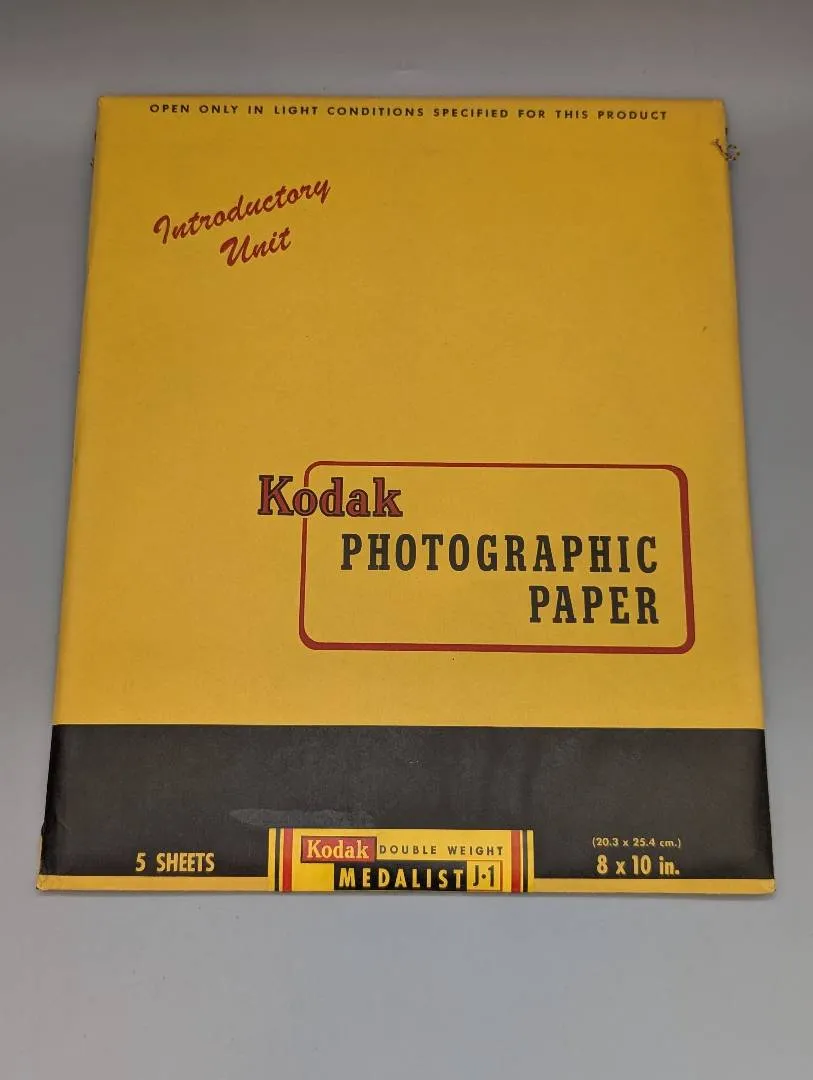 OPEN ONLY IN LIGHT CONDITIONS SPECIFIED FOR THIS PRODUCT
Introductory
Unit
Kodak
PHOTOGRAPHIC
PAPER
5 SHEETS
Kodak DOUBLE WEIGHT
MEDALIST J·1
(20.3 x 25.4 cm.)
8 x 10 in.